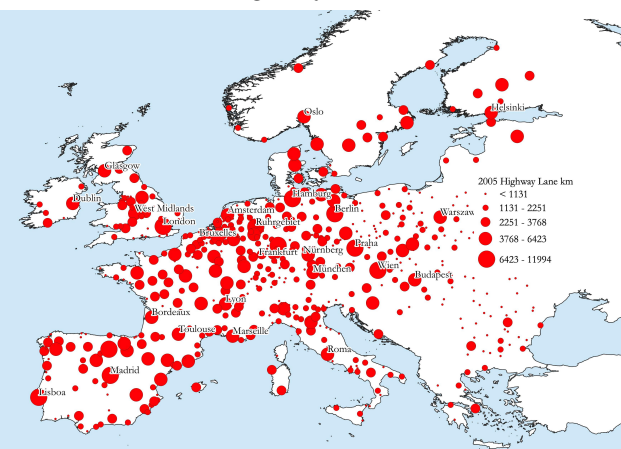 Oslo
Helsinki
Glasgow
2005 Highway Lane km
< 1131
Dublin
Hamburg
West Midlands
Amsterdam
Berlin
1131 - 2251
Warszaw
London
Ruhrgebiet
2251 - 3768
Bruxelles
3768 - 6423
Frankfurt
Nürnberg
Praha
6423 - 11994
München
Wien
Budapest
Lyon
Bordeaux
Toulouse
Marseille
Roma
Madrid
Lisboa